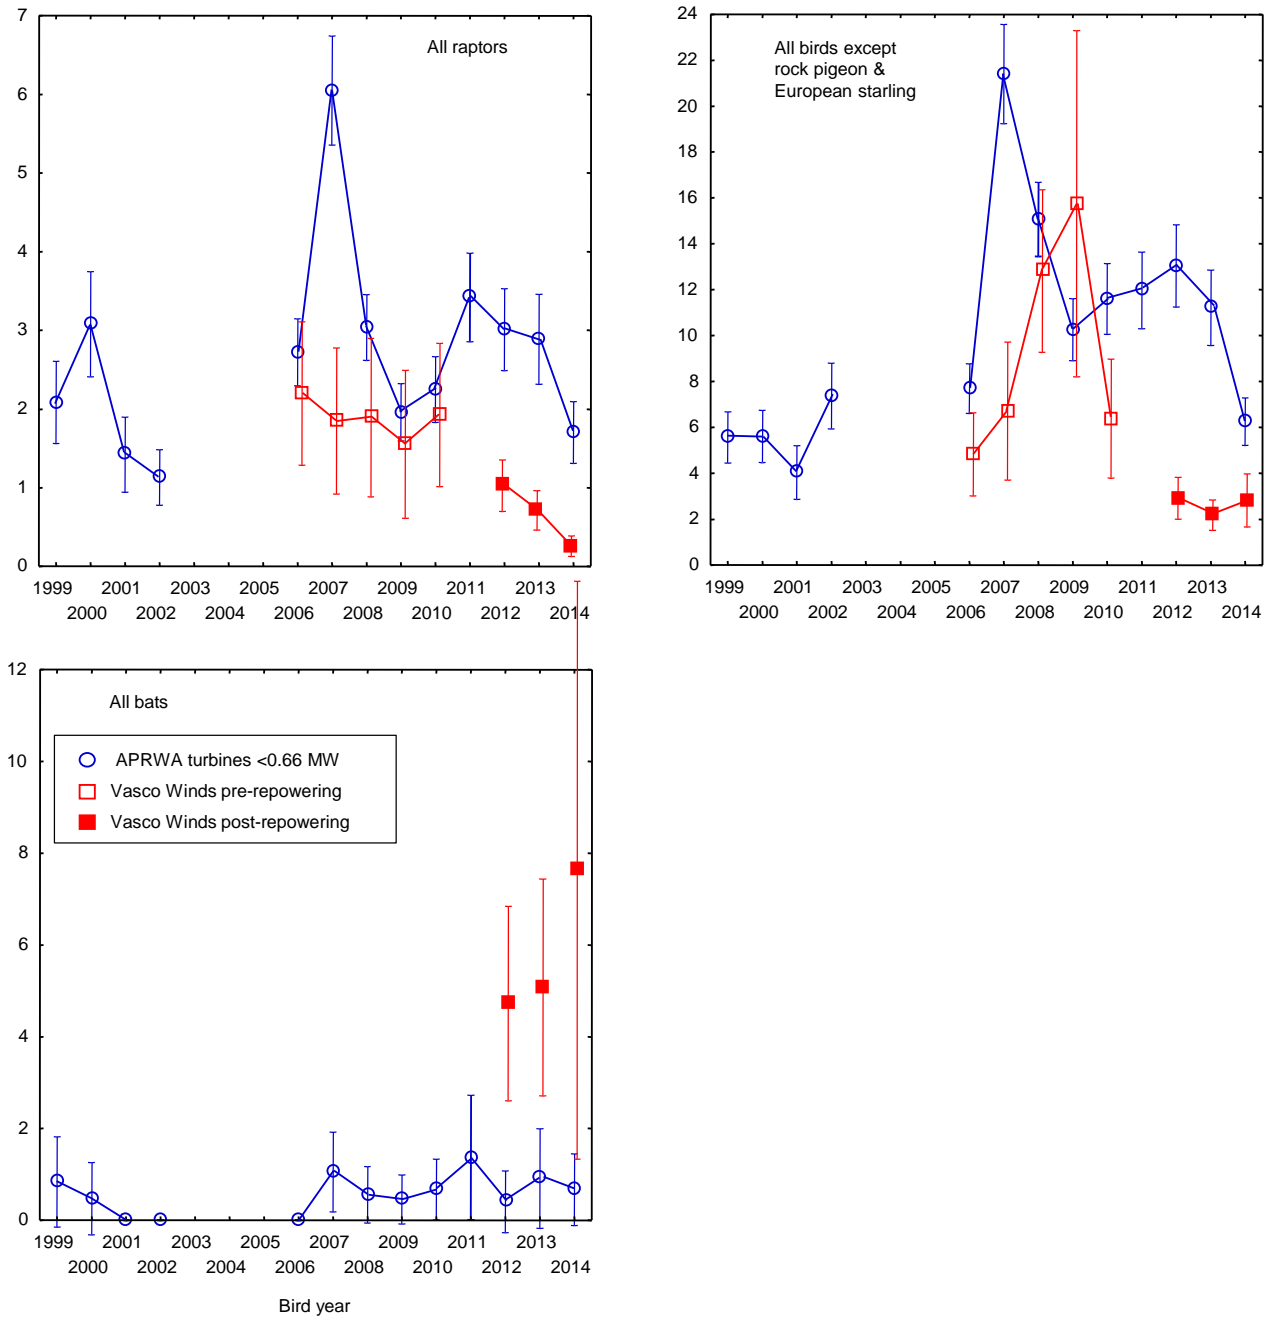 7
6
5
4
3
2
1
0
All raptors
1999 2001 2003 2005 2007 2009 2011 2013
2000 2002 2004 2006 2008 2010 2012 2014
24
22
20
18
16
14
12
10
8
6
4
2
0
All birds except
rock pigeon &
European starling
1999 2001 2003 2005 2007 2009 2011 2013
2000 2002 2004 2006 2008 2010 2012 2014
12
10
8
6
4
2
0
All bats
APRWA turbines <0.66 MW
Vasco Winds pre-repowering
Vasco Winds post-repowering
1999 2001 2003 2005 2007 2009 2011 2013
2000 2002 2004 2006 2008 2010 2012 2014
Bird year